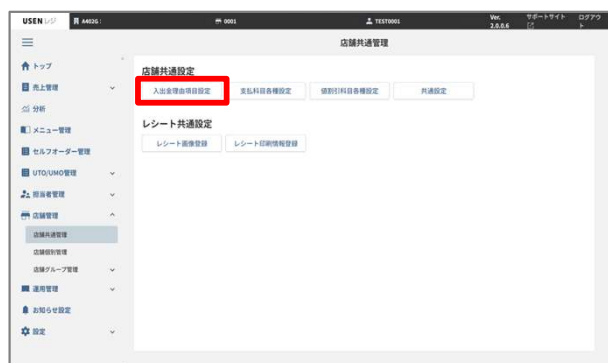 USENレジ A402G : 0001 TEST0001 Ver. 2.0.0.6 サポートサイト ログアウト
店舗共通管理
トップ
売上管理
分析
メニュー管理
セルフオーダー管理
UTO/UMO管理
担当者管理
店舗管理
店舗共通管理
店舗個別管理
店舗グループ管理
運用管理
お知らせ設定
設定
店舗共通設定
入出金理由項目設定 支払科目各種設定 値割引科目各種設定 共通設定
レシート共通設定
レシート画像登録 レシート印刷情報登録